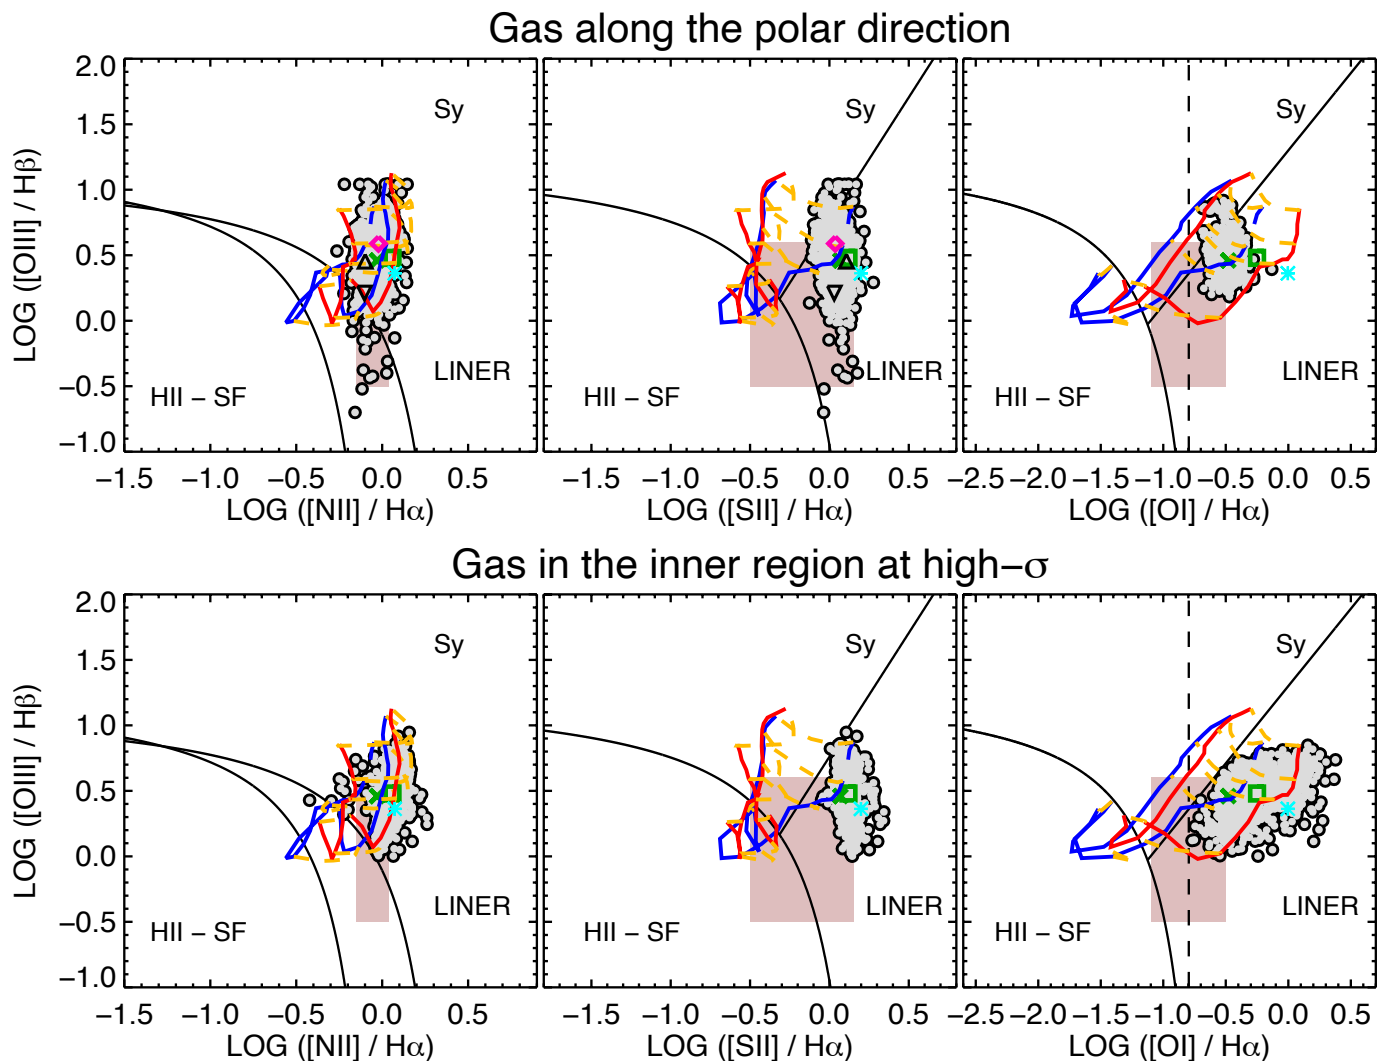 Gas along the polar direction
2.0 1.5 1.0 0.5 0.0 −0.5 −1.0
LOG ([OIII] / Hβ)
Sy Sy Sy
HII − SF LINER HII − SF LINER HII − SF LINER
−1.5 −1.0 −0.5 0.0 0.5 −1.5 −1.0 −0.5 0.0 0.5 −2.5 −2.0 −1.5 −1.0 −0.5 0.0 0.5
LOG ([NII] / Hα) LOG ([SII] / Hα) LOG ([OI] / Hα)
Gas in the inner region at high−σ
2.0 1.5 1.0 0.5 0.0 −0.5 −1.0
LOG ([OIII] / Hβ)
Sy Sy Sy
HII − SF LINER HII − SF LINER HII − SF LINER
−1.5 −1.0 −0.5 0.0 0.5 −1.5 −1.0 −0.5 0.0 0.5 −2.5 −2.0 −1.5 −1.0 −0.5 0.0 0.5
LOG ([NII] / Hα) LOG ([SII] / Hα) LOG ([OI] / Hα)